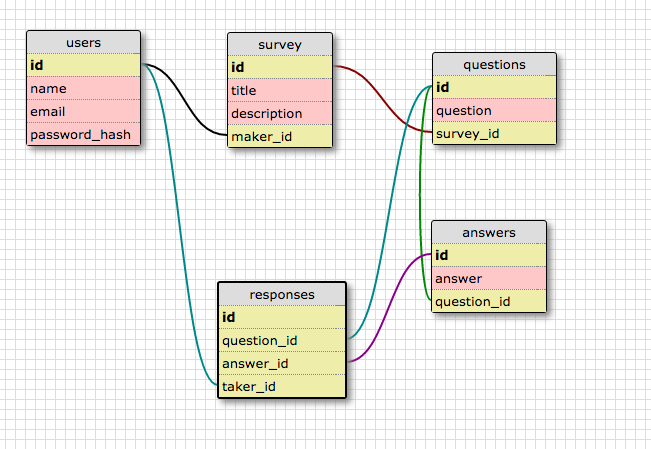 users
id
name
email
password_hash
survey
id
title
description
maker_id
questions
id
question
survey_id
answers
id
answer
question_id
responses
id
question_id
answer_id
taker_id